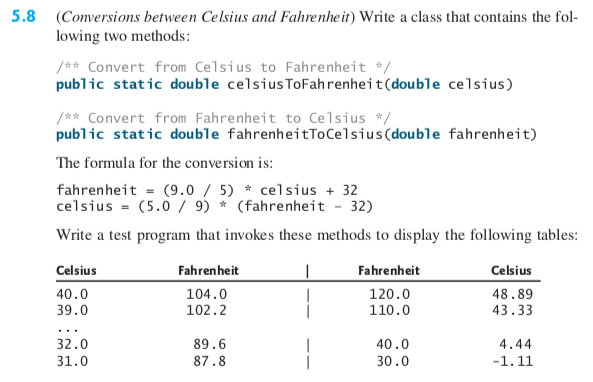 5.8 (Conversions between Celsius and Fahrenheit) Write a class that contains the fol-
lowing two methods:
/** Convert from Celsius to Fahrenheit */
public static double celsiusToFahrenheit(double celsius)
/** Convert from Fahrenheit to Celsius */
public static double fahrenheitToCelsius(double fahrenheit)
The formula for the conversion is:
fahrenheit = (9.0 / 5) * celsius + 32
celsius = (5.0 / 9) * (fahrenheit - 32)
Write a test program that invokes these methods to display the following tables:
Celsius Fahrenheit | Fahrenheit Celsius
40.0 104.0 | 120.0 48.89
39.0 102.2 | 110.0 43.33
...
32.0 89.6 | 40.0 4.44
31.0 87.8 | 30.0 -1.11